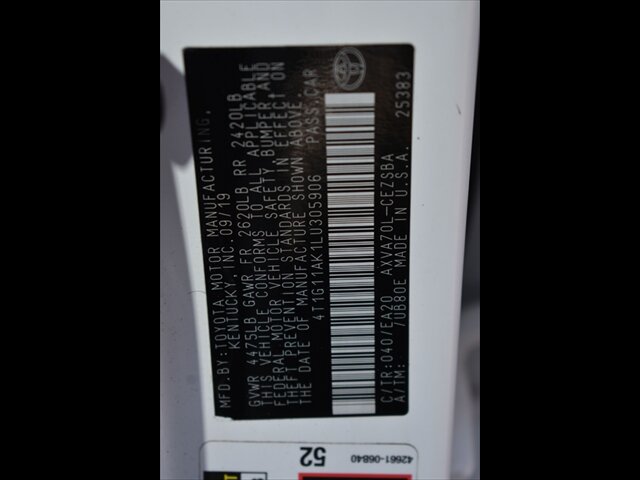 MFD.BY:TOYOTA MOTOR MANUFACTURING,
KENTUCKY, INC.09/19
GVWR 4475LB GAWR FR 2620LB RR 2420LB
THIS VEHICLE CONFORMS TO ALL APPLICABLE
FEDERAL MOTOR VEHICLE SAFETY, BUMPER, AND
THEFT PREVENTION STANDARDS IN EFFECT ON
THE DATE OF MANUFACTURE SHOWN ABOVE.
4T1G11AK1LU305906 PASS.CAR
C/TR:040/EA20 AXVA70L-CEZSBA
A/TM: /UB80E MADE IN U.S.A. 25383
52
42661-06840